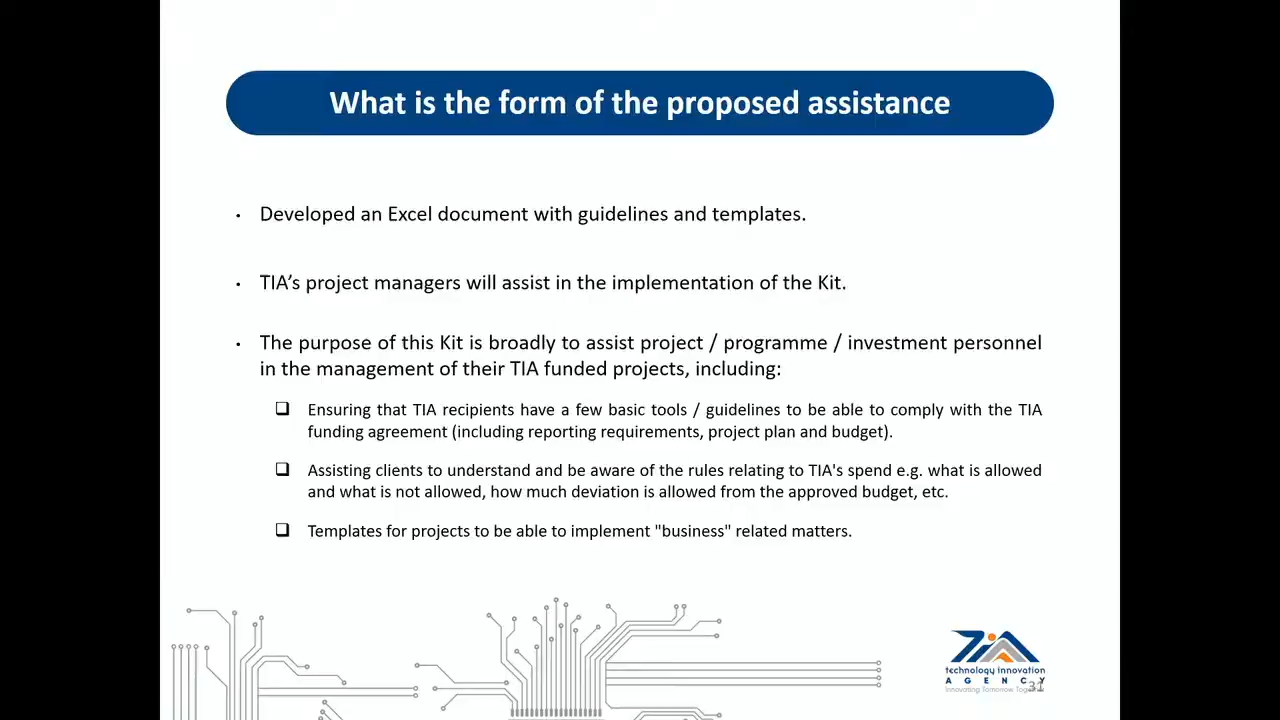 What is the form of the proposed assistance
• Developed an Excel document with guidelines and templates.
• TIA’s project managers will assist in the implementation of the Kit.
• The purpose of this Kit is broadly to assist project / programme / investment personnel
in the management of their TIA funded projects, including:
❑ Ensuring that TIA recipients have a few basic tools / guidelines to be able to comply with the TIA
funding agreement (including reporting requirements, project plan and budget).
❑ Assisting clients to understand and be aware of the rules relating to TIA's spend e.g. what is allowed
and what is not allowed, how much deviation is allowed from the approved budget, etc.
❑ Templates for projects to be able to implement "business" related matters.
TiA
technology innovation
AGENCY
Innovating Tomorrow Together
31